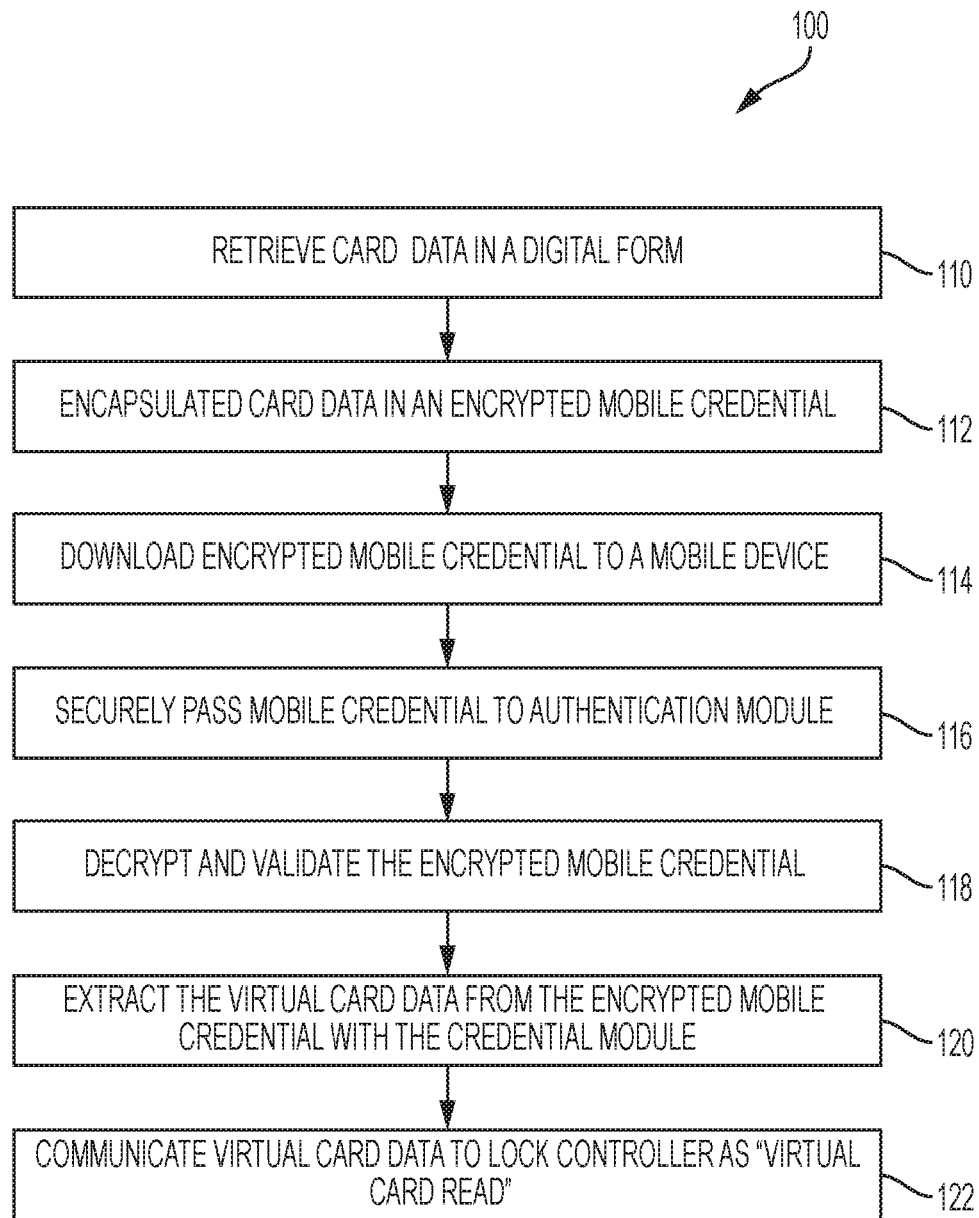 100
RETRIEVE CARD DATA IN A DIGITAL FORM
110
ENCAPSULATED CARD DATA IN AN ENCRYPTED MOBILE CREDENTIAL
112
DOWNLOAD ENCRYPTED MOBILE CREDENTIAL TO A MOBILE DEVICE
114
SECURELY PASS MOBILE CREDENTIAL TO AUTHENTICATION MODULE
116
DECRYPT AND VALIDATE THE ENCRYPTED MOBILE CREDENTIAL
118
EXTRACT THE VIRTUAL CARD DATA FROM THE ENCRYPTED MOBILE
CREDENTIAL WITH THE CREDENTIAL MODULE
120
COMMUNICATE VIRTUAL CARD DATA TO LOCK CONTROLLER AS “VIRTUAL
CARD READ”
122